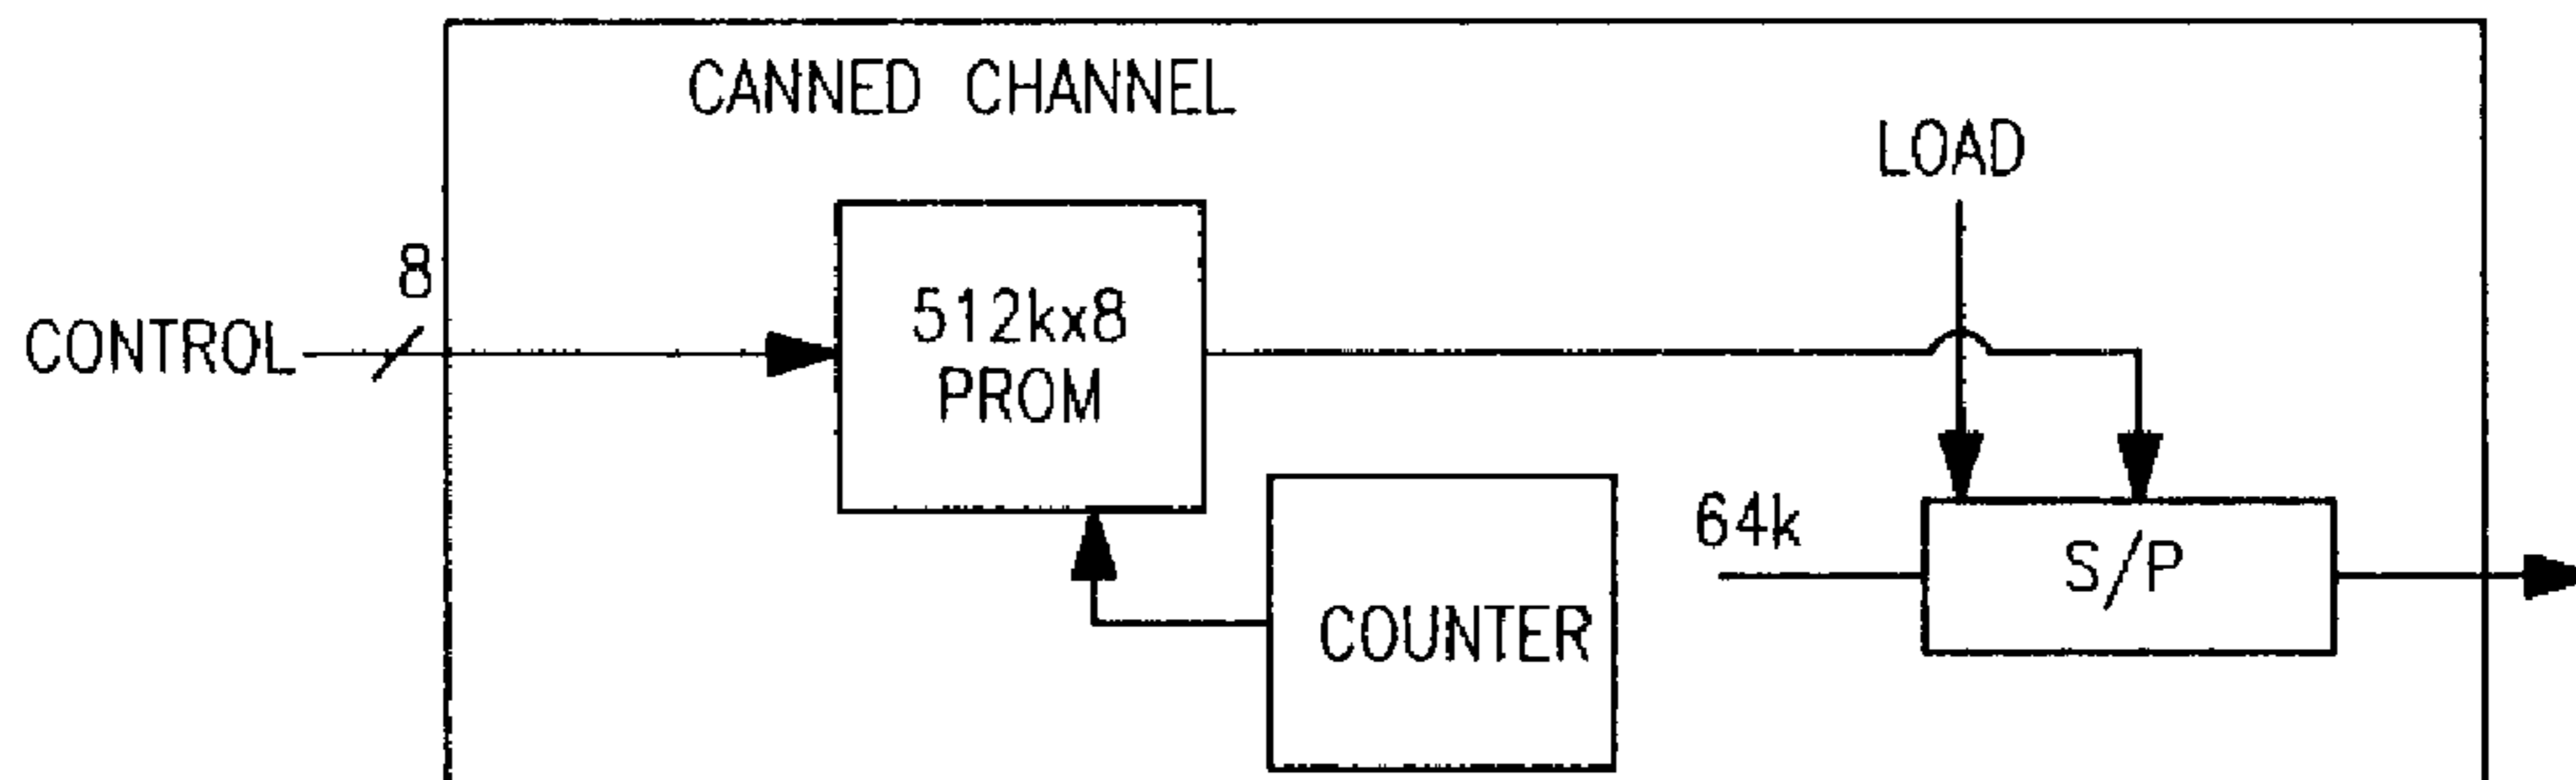 CANNED CHANNEL
LOAD
8
CONTROL
512kx8
PROM
64k
S/P
COUNTER